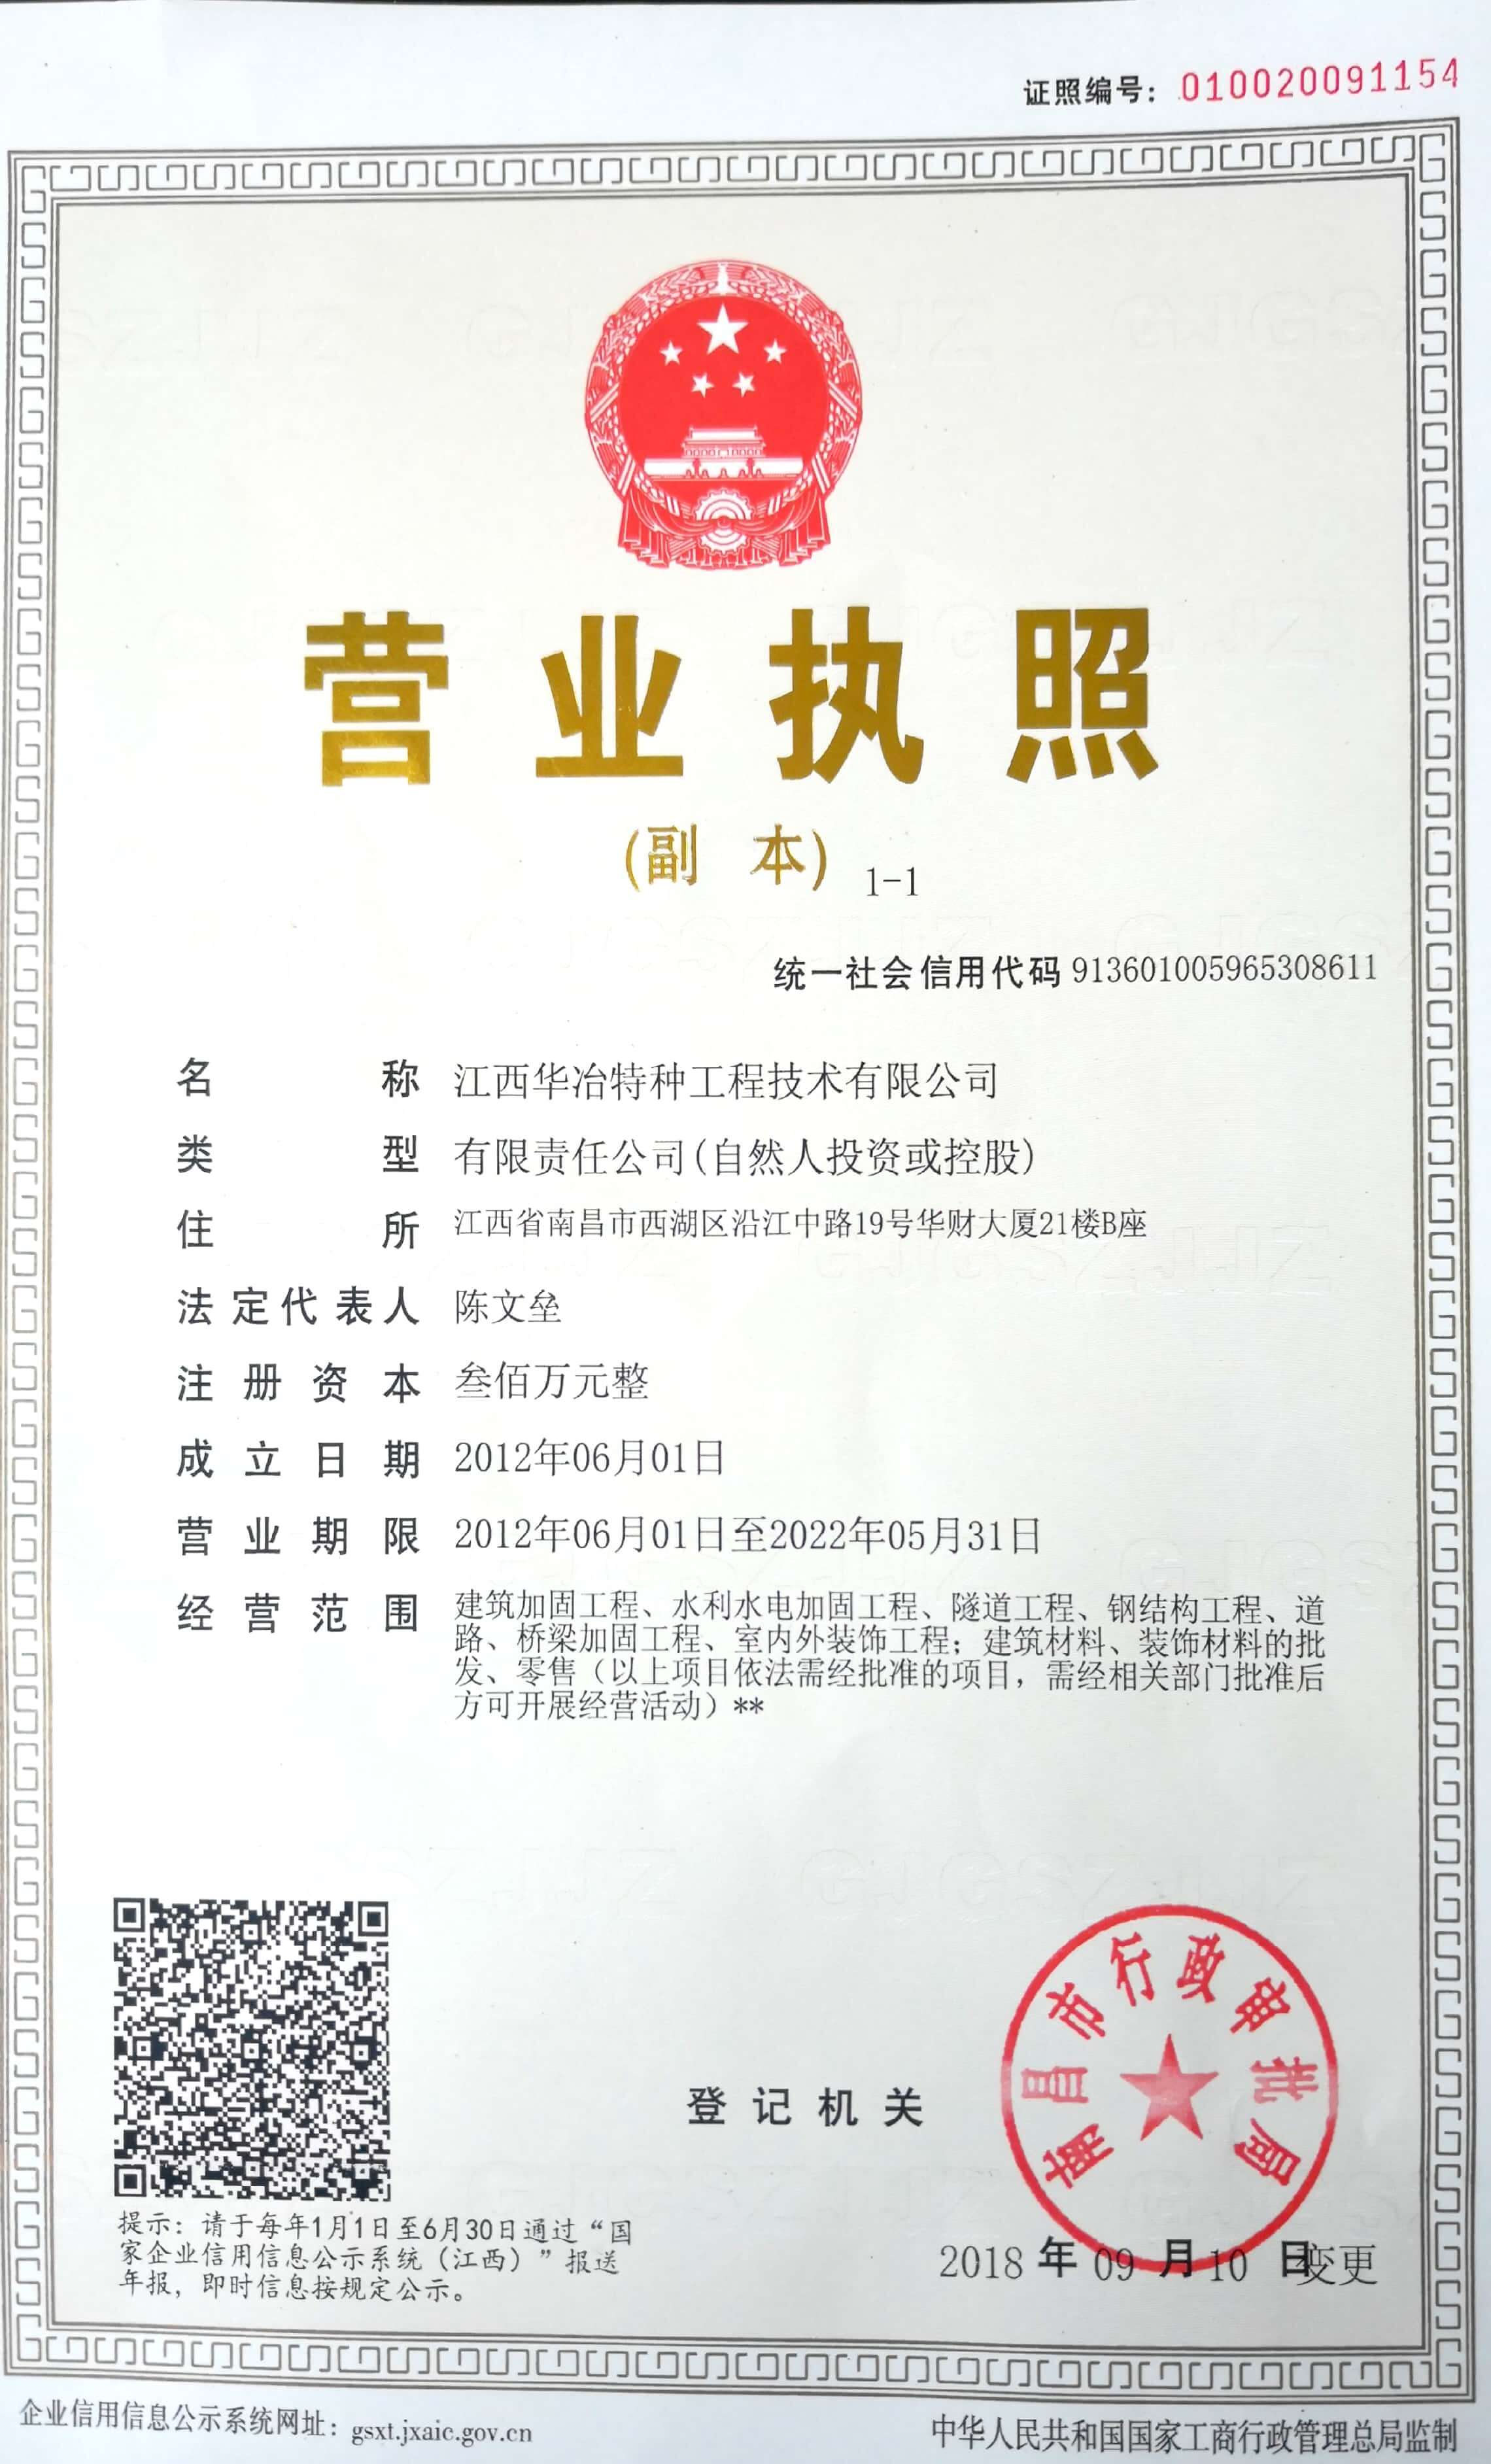 证照编号：010020091154
营业执照
（副 本） 1-1
统一社会信用代码 913601005965308611
名称 江西华冶特种工程技术有限公司
类型 有限责任公司(自然人投资或控股)
住所 江西省南昌市西湖区沿江中路19号华财大厦21楼B座
法定代表人 陈文垒
注册资本 叁佰万元整
成立日期 2012年06月01日
营业期限 2012年06月01日至2022年05月31日
经营范围 建筑加固工程、水利水电加固工程、隧道工程、钢结构工程、道
路、桥梁加固工程、室内外装饰工程；建筑材料、装饰材料的批
发、零售（以上项目依法需经批准的项目，需经相关部门批准后
方可开展经营活动）**
南昌市行政审批局
登记机关
2018 年 09 月 10 日变更
提示：请于每年1月1日至6月30日通过“国
家企业信用信息公示系统（江西）”报送
年报，即时信息按规定公示。
企业信用信息公示系统网址：gsxt.jxaic.gov.cn
中华人民共和国国家工商行政管理总局监制